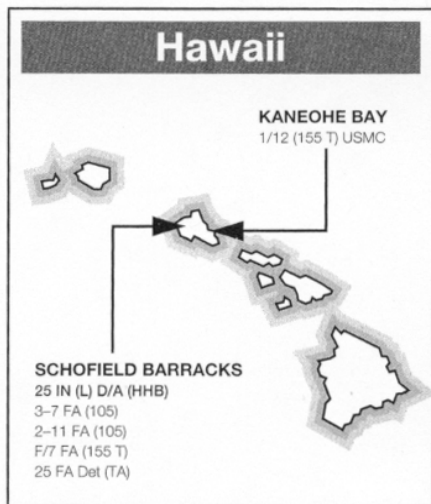 Hawaii
KANEOHE BAY
1/12 (155 T) USMC
SCHOFIELD BARRACKS
25 IN (L) D/A (HHB)
3–7 FA (105)
2–11 FA (105)
F/7 FA (155 T)
25 FA Det (TA)